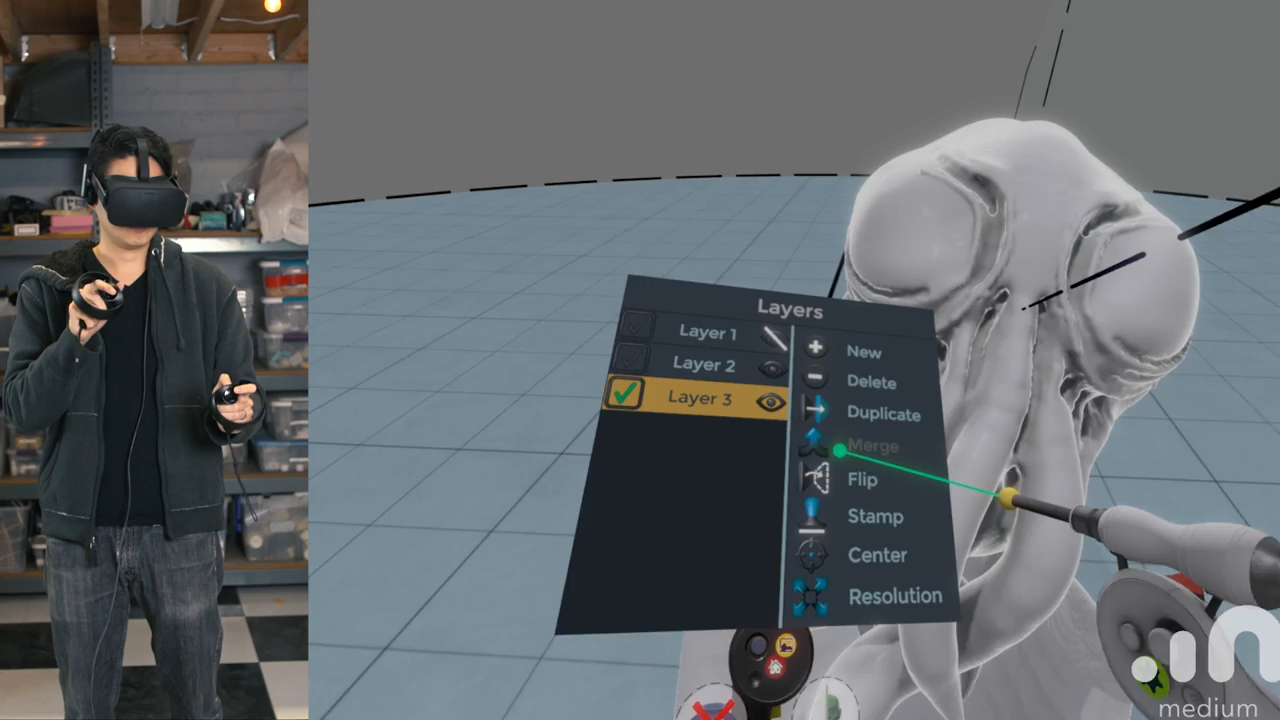 Layers
Layer 1
Layer 2
Layer 3
New
Delete
Duplicate
Merge
Flip
Stamp
Center
Resolution
medium